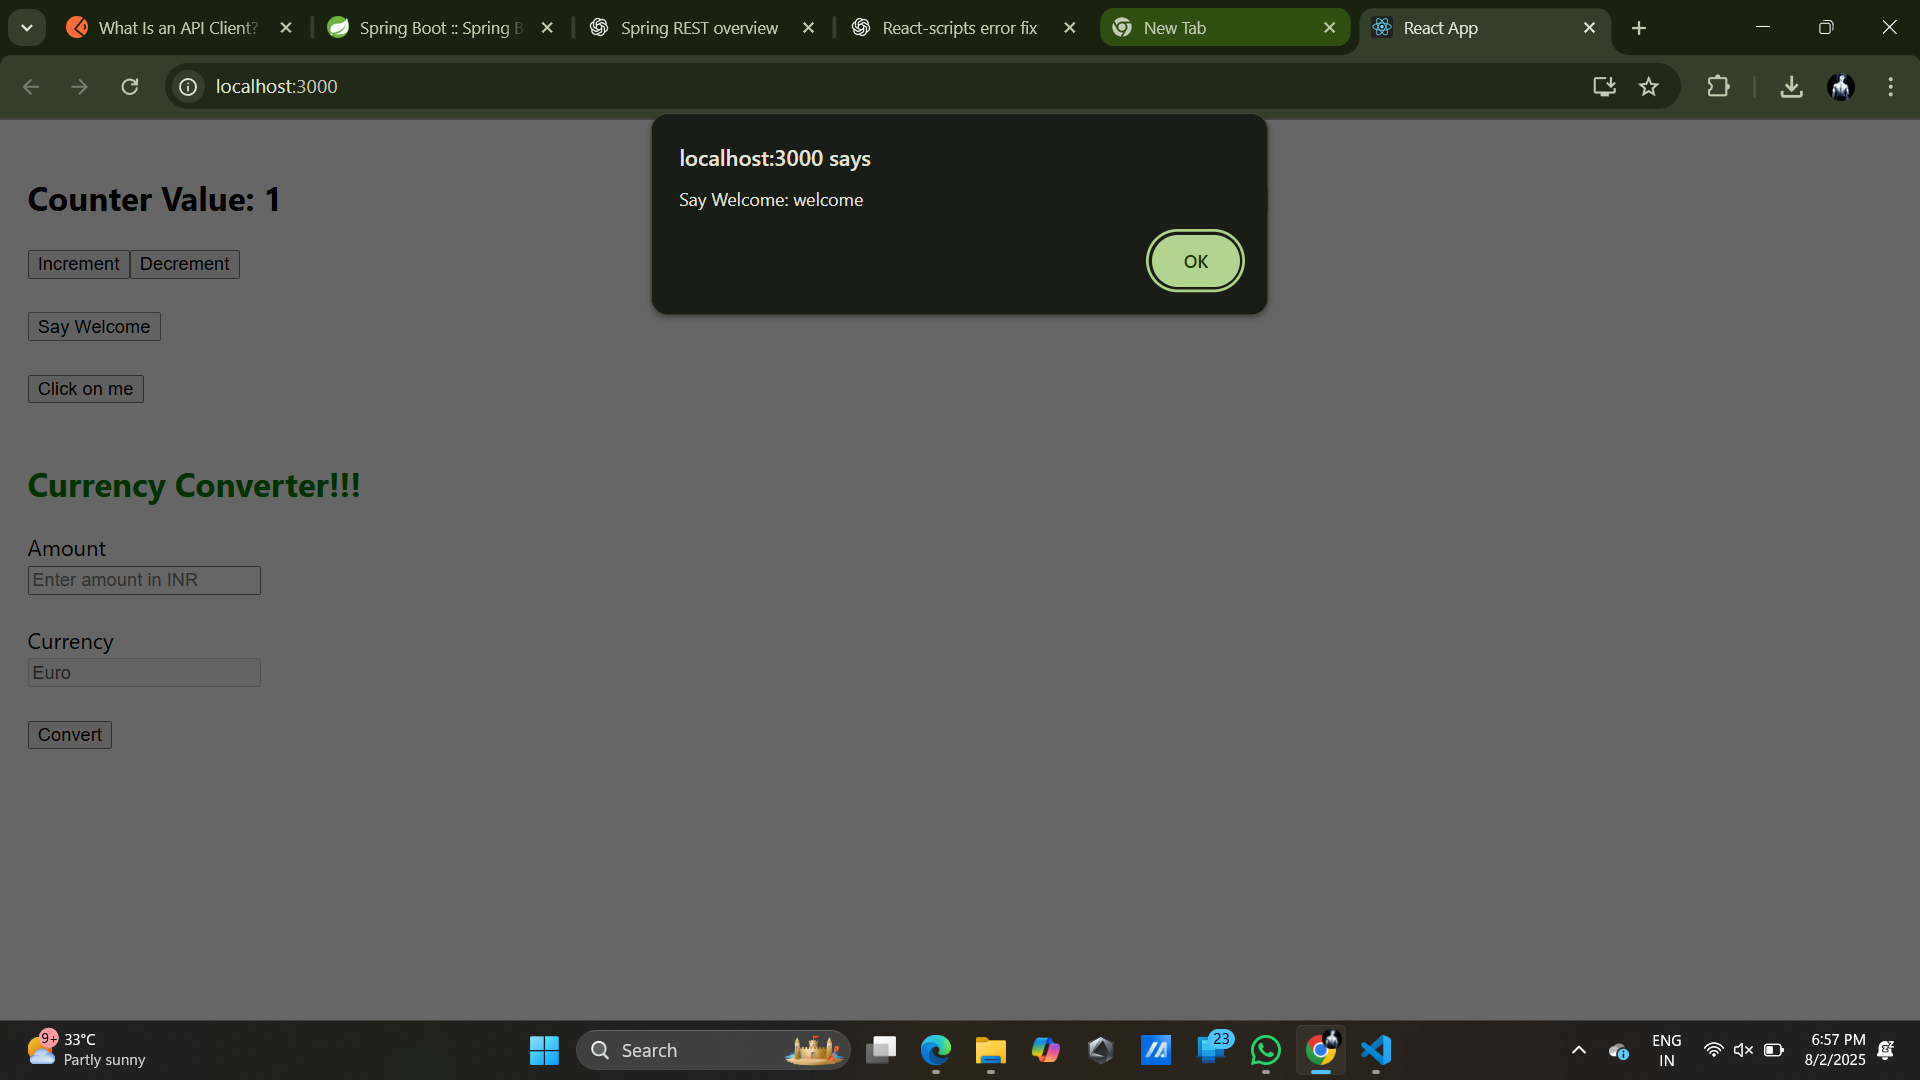 What Is an API Client?
Spring Boot :: Spring B
Spring REST overview
React-scripts error fix
New Tab
React App
localhost:3000
localhost:3000 says
Say Welcome: welcome
OK
Counter Value: 1
Increment Decrement
Say Welcome
Click on me
Currency Converter!!!
Amount
Enter amount in INR
Currency
Euro
Convert
9+
33°C
Partly sunny
Search
23
ENG
IN
6:57 PM
8/2/2025